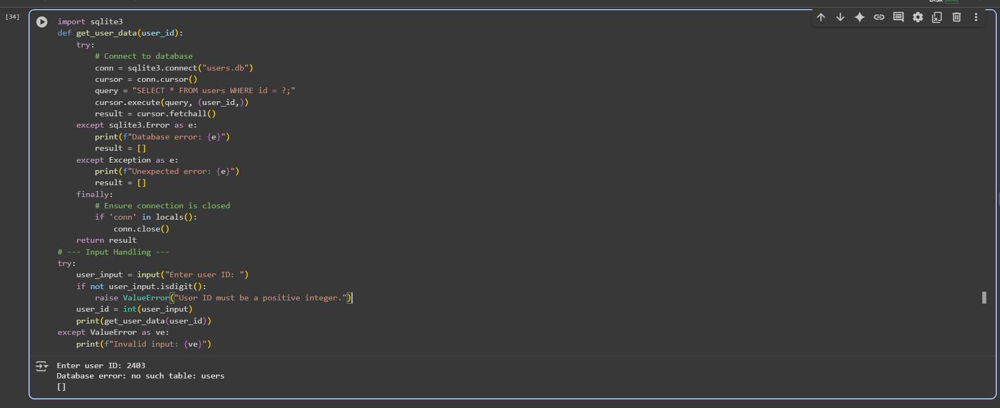 Disk
[34]
import sqlite3
def get_user_data(user_id):
    try:
        # Connect to database
        conn = sqlite3.connect("users.db")
        cursor = conn.cursor()
        query = "SELECT * FROM users WHERE id = ?;"
        cursor.execute(query, (user_id,))
        result = cursor.fetchall()
    except sqlite3.Error as e:
        print(f"Database error: {e}")
        result = []
    except Exception as e:
        print(f"Unexpected error: {e}")
        result = []
    finally:
        # Ensure connection is closed
        if 'conn' in locals():
            conn.close()
    return result
# --- Input Handling ---
try:
    user_input = input("Enter user ID: ")
    if not user_input.isdigit():
        raise ValueError("User ID must be a positive integer.")
    user_id = int(user_input)
    print(get_user_data(user_id))
except ValueError as ve:
    print(f"Invalid input: {ve}")
Enter user ID: 2403
Database error: no such table: users
[]